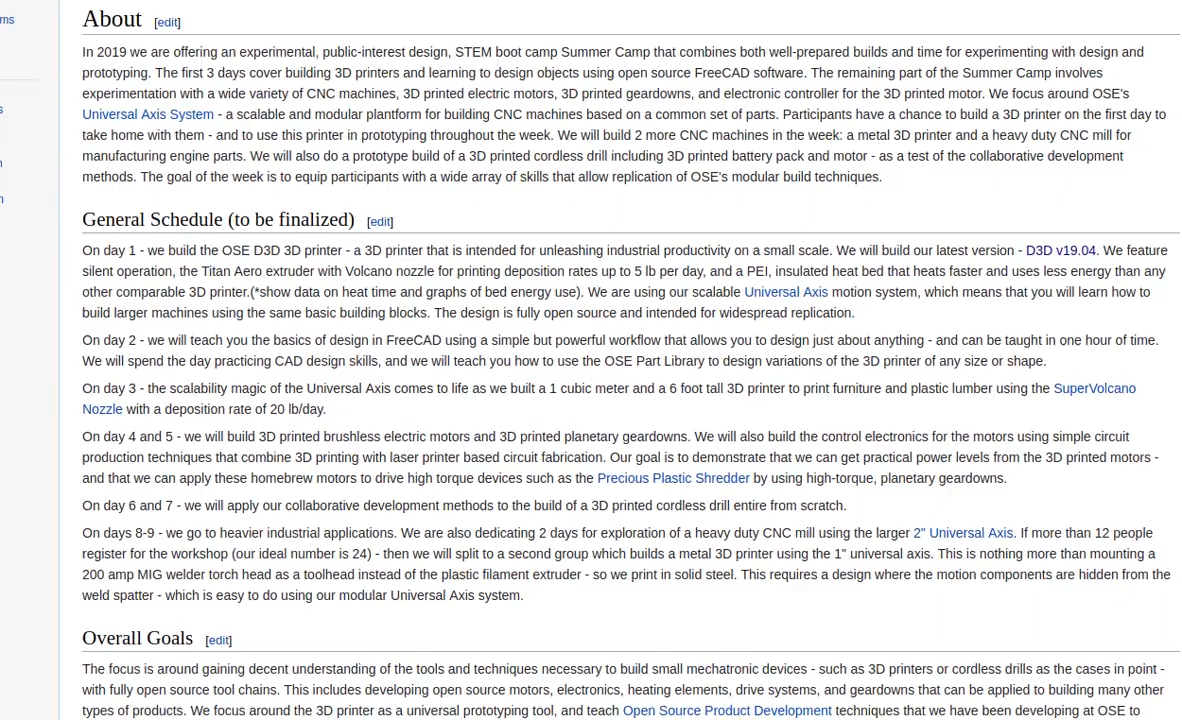 ms
About [edit]
In 2019 we are offering an experimental, public-interest design, STEM boot camp Summer Camp that combines both well-prepared builds and time for experimenting with design and
prototyping. The first 3 days cover building 3D printers and learning to design objects using open source FreeCAD software. The remaining part of the Summer Camp involves
experimentation with a wide variety of CNC machines, 3D printed electric motors, 3D printed geardowns, and electronic controller for the 3D printed motor. We focus around OSE's
s
Universal Axis System - a scalable and modular plantform for building CNC machines based on a common set of parts. Participants have a chance to build a 3D printer on the first day to
take home with them - and to use this printer in prototyping throughout the week. We will build 2 more CNC machines in the week: a metal 3D printer and a heavy duty CNC mill for
manufacturing engine parts. We will also do a prototype build of a 3D printed cordless drill including 3D printed battery pack and motor - as a test of the collaborative development
methods. The goal of the week is to equip participants with a wide array of skills that allow replication of OSE's modular build techniques.
General Schedule (to be finalized) [edit]
On day 1 - we build the OSE D3D 3D printer - a 3D printer that is intended for unleashing industrial productivity on a small scale. We will build our latest version - D3D v19.04. We feature
silent operation, the Titan Aero extruder with Volcano nozzle for printing deposition rates up to 5 lb per day, and a PEI, insulated heat bed that heats faster and uses less energy than any
other comparable 3D printer.(*show data on heat time and graphs of bed energy use). We are using our scalable Universal Axis motion system, which means that you will learn how to
build larger machines using the same basic building blocks. The design is fully open source and intended for widespread replication.
On day 2 - we will teach you the basics of design in FreeCAD using a simple but powerful workflow that allows you to design just about anything - and can be taught in one hour of time.
We will spend the day practicing CAD design skills, and we will teach you how to use the OSE Part Library to design variations of the 3D printer of any size or shape.
On day 3 - the scalability magic of the Universal Axis comes to life as we built a 1 cubic meter and a 6 foot tall 3D printer to print furniture and plastic lumber using the SuperVolcano
Nozzle with a deposition rate of 20 lb/day.
On day 4 and 5 - we will build 3D printed brushless electric motors and 3D printed planetary geardowns. We will also build the control electronics for the motors using simple circuit
production techniques that combine 3D printing with laser printer based circuit fabrication. Our goal is to demonstrate that we can get practical power levels from the 3D printed motors -
and that we can apply these homebrew motors to drive high torque devices such as the Precious Plastic Shredder by using high-torque, planetary geardowns.
On day 6 and 7 - we will apply our collaborative development methods to the build of a 3D printed cordless drill entire from scratch.
On days 8-9 - we go to heavier industrial applications. We are also dedicating 2 days for exploration of a heavy duty CNC mill using the larger 2" Universal Axis. If more than 12 people
register for the workshop (our ideal number is 24) - then we will split to a second group which builds a metal 3D printer using the 1" universal axis. This is nothing more than mounting a
200 amp MIG welder torch head as a toolhead instead of the plastic filament extruder - so we print in solid steel. This requires a design where the motion components are hidden from the
weld spatter - which is easy to do using our modular Universal Axis system.
Overall Goals [edit]
The focus is around gaining decent understanding of the tools and techniques necessary to build small mechatronic devices - such as 3D printers or cordless drills as the cases in point -
with fully open source tool chains. This includes developing open source motors, electronics, heating elements, drive systems, and geardowns that can be applied to building many other
types of products. We focus around the 3D printer as a universal prototyping tool, and teach Open Source Product Development techniques that we have been developing at OSE to